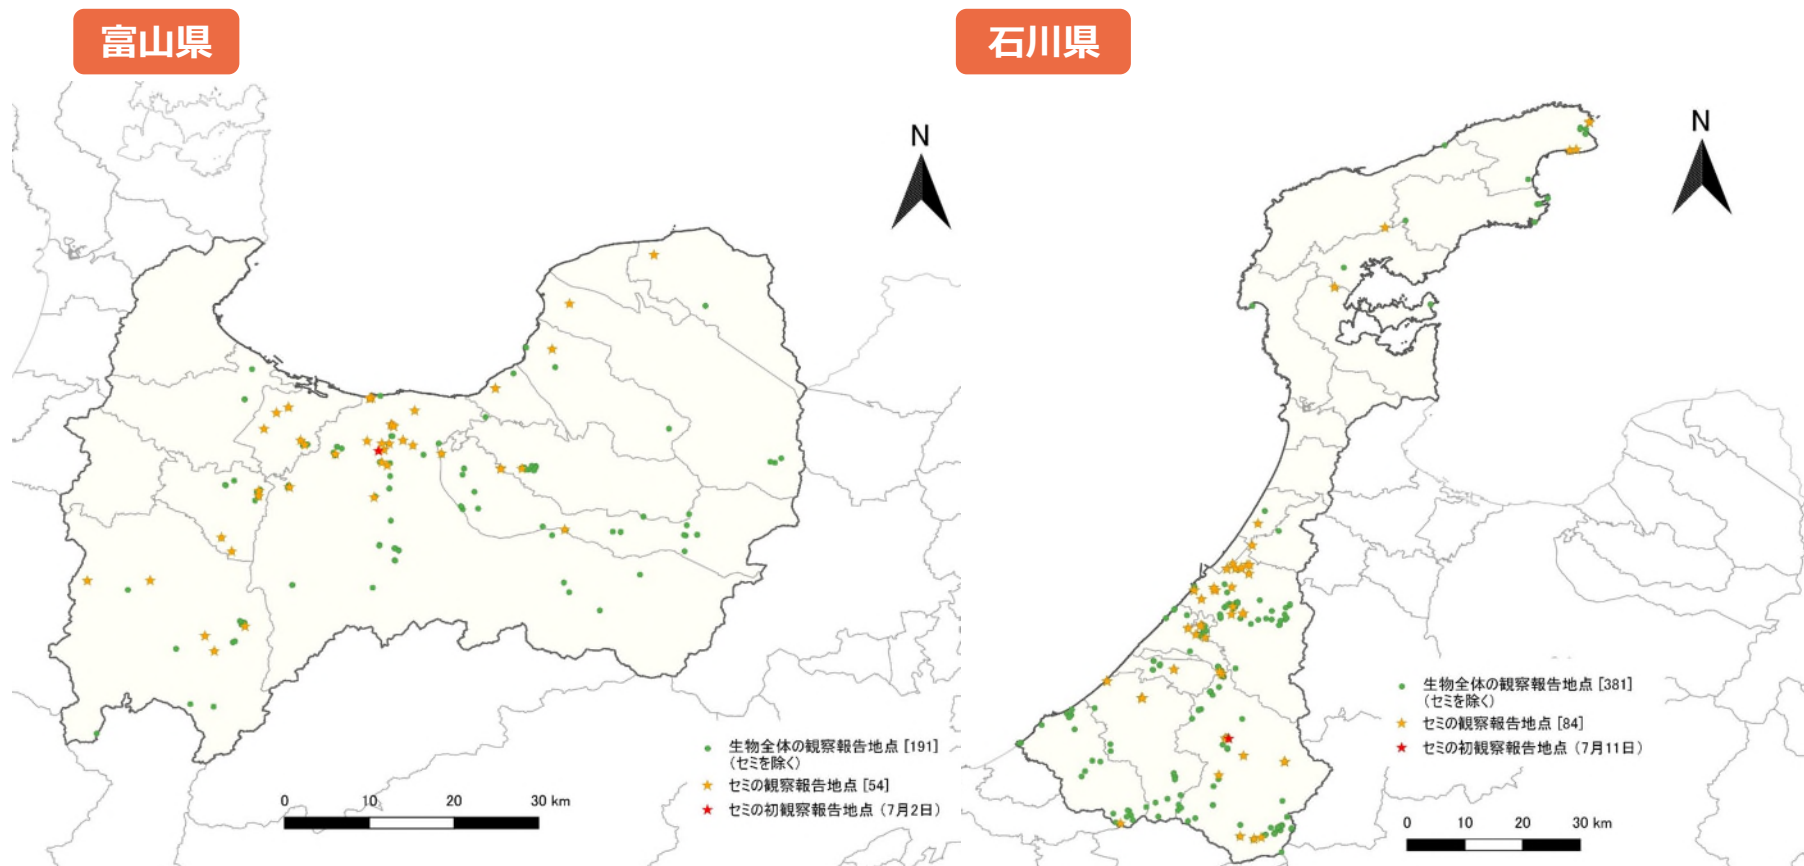 富山県
石川県
N
生物全体の観察報告地点 [191]
(セミを除く)
セミの観察報告地点 [54]
セミの初観察報告地点 (7月2日)
0 10 20 30 km
N
生物全体の観察報告地点 [381]
(セミを除く)
セミの観察報告地点 [84]
セミの初観察報告地点 (7月11日)
0 10 20 30 km